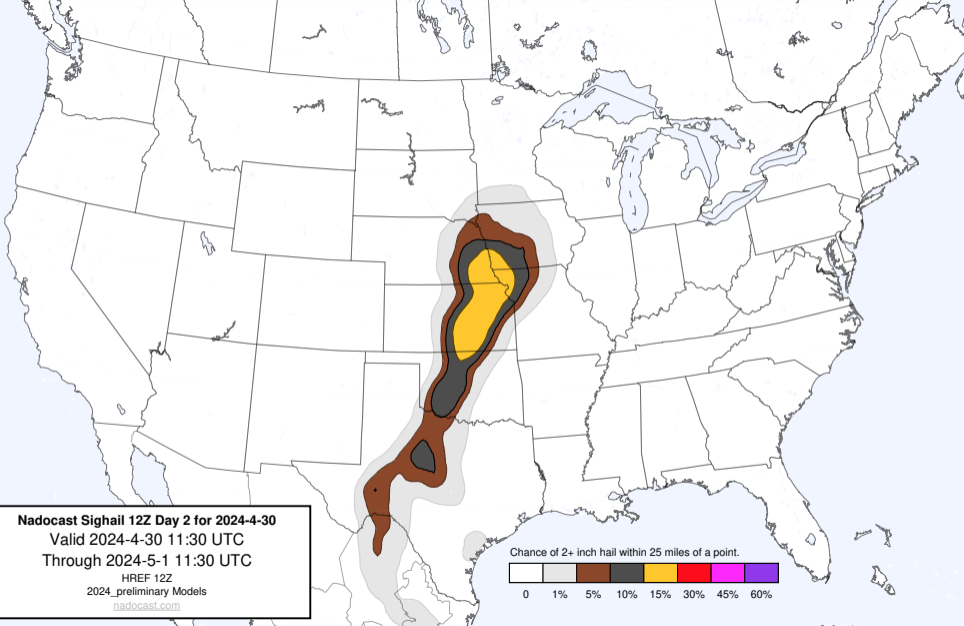 Nadocast Sighail 12Z Day 2 for 2024-4-30
Valid 2024-4-30 11:30 UTC
Through 2024-5-1 11:30 UTC
HREF 12Z
2024_preliminary Models
nadocast.com
Chance of 2+ inch hail within 25 miles of a point.
0 1% 5% 10% 15% 30% 45% 60%